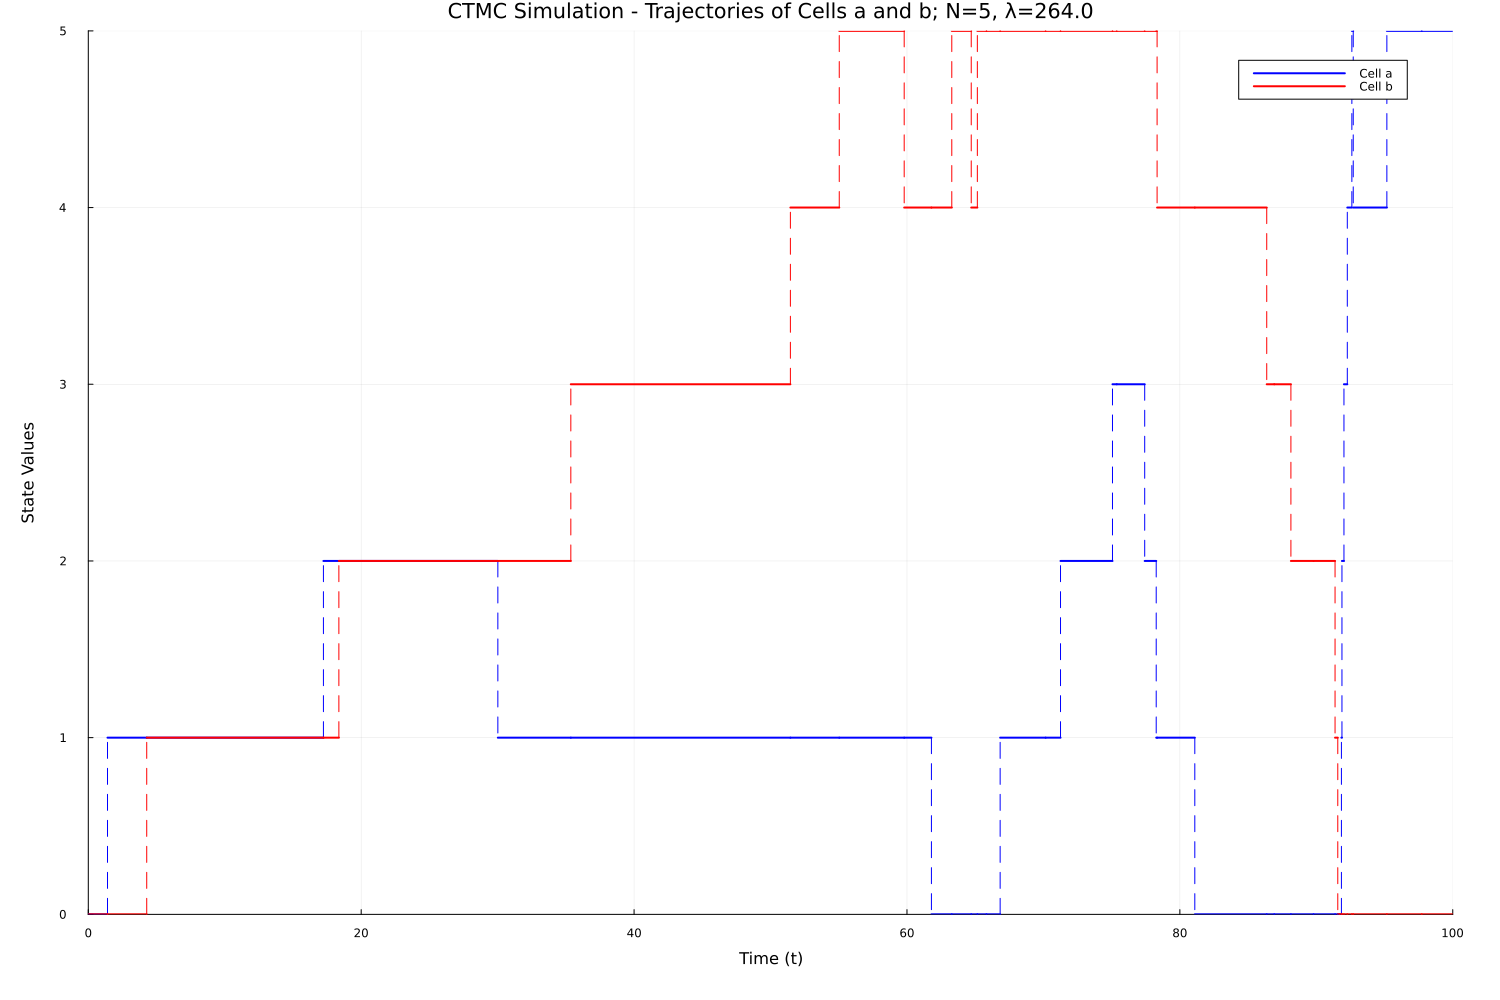 CTMC Simulation - Trajectories of Cells a and b; N=5, λ=264.0
5
Cell a
Cell b
4
3
State Values
2
1
0
0 20 40 60 80 100
Time (t)